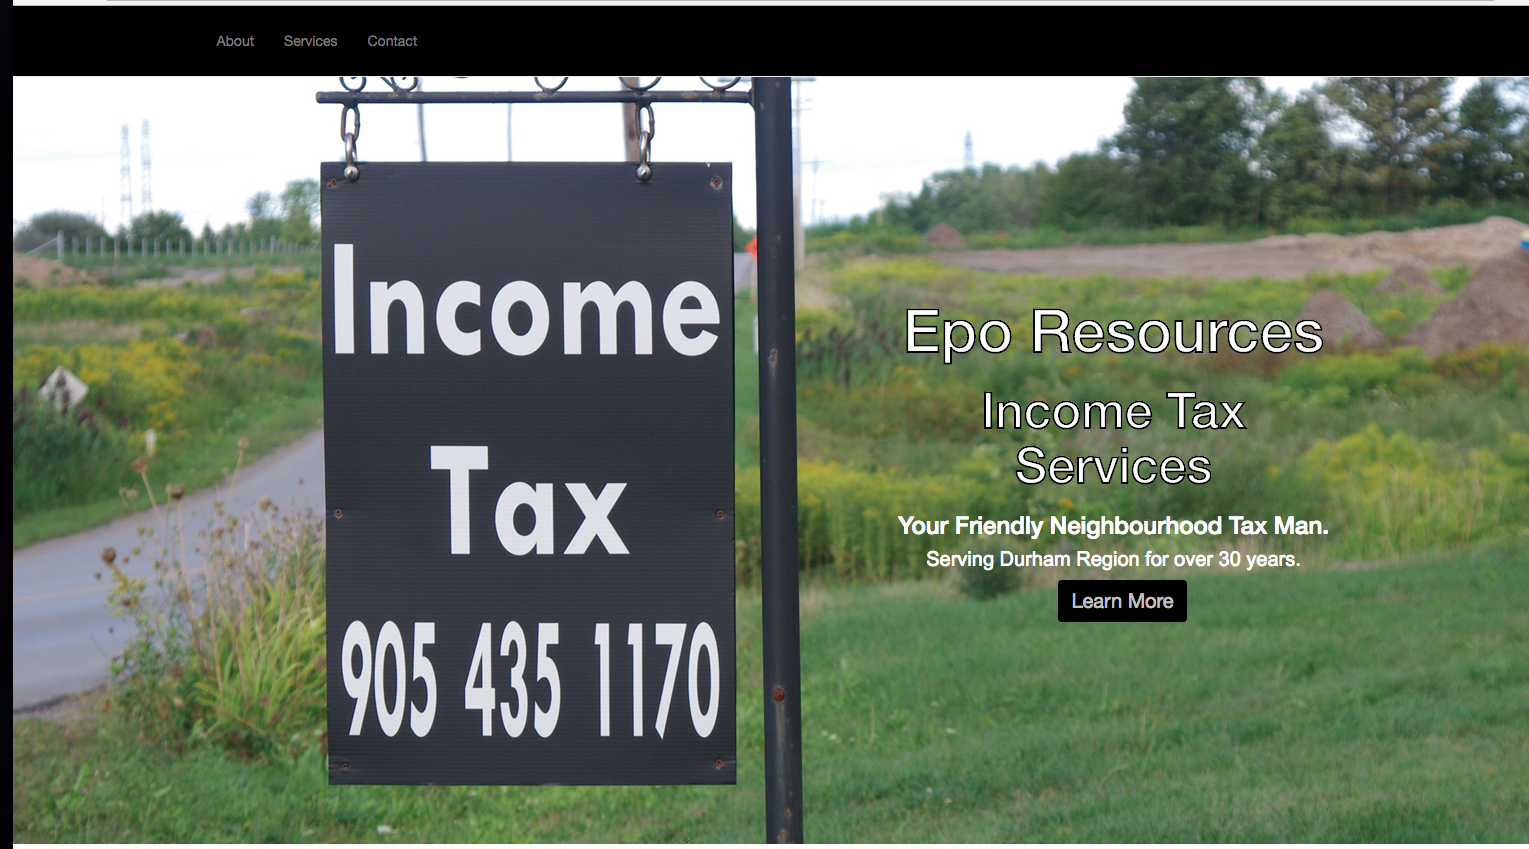 About Services Contact
Income
Tax
905 435 1170
Epo Resources
Income Tax
Services
Your Friendly Neighbourhood Tax Man.
Serving Durham Region for over 30 years.
Learn More